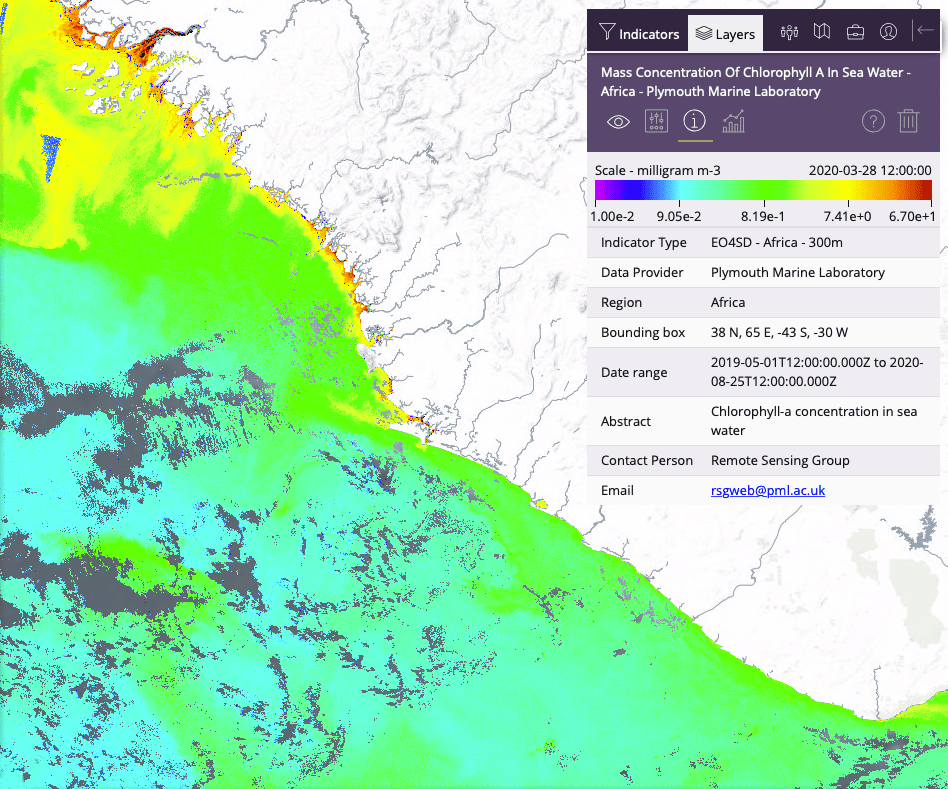 Indicators
Layers
Mass Concentration Of Chlorophyll A In Sea Water -
Africa - Plymouth Marine Laboratory
Scale - milligram m-3 2020-03-28 12:00:00
1.00e-2 9.05e-2 8.19e-1 7.41e+0 6.70e+1
Indicator Type EO4SD - Africa - 300m
Data Provider Plymouth Marine Laboratory
Region Africa
Bounding box 38 N, 65 E, -43 S, -30 W
Date range 2019-05-01T12:00:00.000Z to 2020-
08-25T12:00:00.000Z
Abstract Chlorophyll-a concentration in sea
water
Contact Person Remote Sensing Group
Email rsgweb@pml.ac.uk